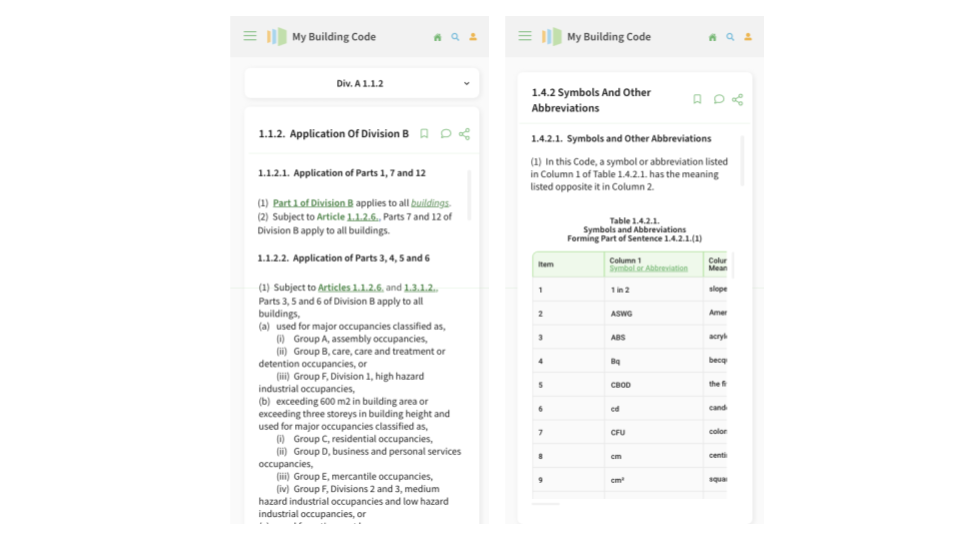 My Building Code
Div. A 1.1.2
1.1.2. Application Of Division B
1.1.2.1. Application of Parts 1, 7 and 12
(1) Part 1 of Division B applies to all buildings.
(2) Subject to Article 1.1.2.6., Parts 7 and 12 of
Division B apply to all buildings.
1.1.2.2. Application of Parts 3, 4, 5 and 6
(1) Subject to Articles 1.1.2.6. and 1.3.1.2.,
Parts 3, 5 and 6 of Division B apply to all
buildings,
(a) used for major occupancies classified as,
(i) Group A, assembly occupancies,
(ii) Group B, care, care and treatment or
detention occupancies, or
(iii) Group F, Division 1, high hazard
industrial occupancies,
(b) exceeding 600 m2 in building area or
exceeding three storeys in building height and
used for major occupancies classified as,
(i) Group C, residential occupancies,
(ii) Group D, business and personal services
occupancies,
(iii) Group E, mercantile occupancies,
(iv) Group F, Divisions 2 and 3, medium
hazard industrial occupancies and low hazard
industrial occupancies, or
My Building Code
1.4.2 Symbols And Other
Abbreviations
1.4.2.1. Symbols and Other Abbreviations
(1) In this Code, a symbol or abbreviation listed
in Column 1 of Table 1.4.2.1. has the meaning
listed opposite it in Column 2.
Table 1.4.2.1.
Symbols and Abbreviations
Forming Part of Sentence 1.4.2.1.(1)
Item Column 1 Colur
Symbol or Abbreviation Mean
1 1 in 2 slope
2 ASWG Amer
3 ABS acryl
4 Bq becq
5 CBOD the fi
6 cd cand
7 CFU color
8 cm centi
9 cm² squa